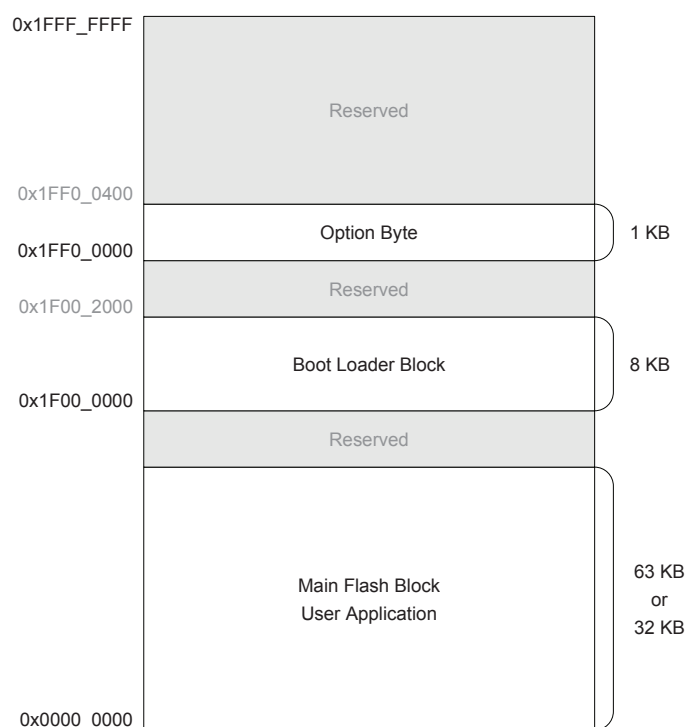 0x1FFF_FFFF
Reserved
0x1FF0_0400
Option Byte
1 KB
0x1FF0_0000
Reserved
0x1F00_2000
Boot Loader Block
8 KB
0x1F00_0000
Reserved
Main Flash Block
User Application
63 KB
or
32 KB
0x0000_0000